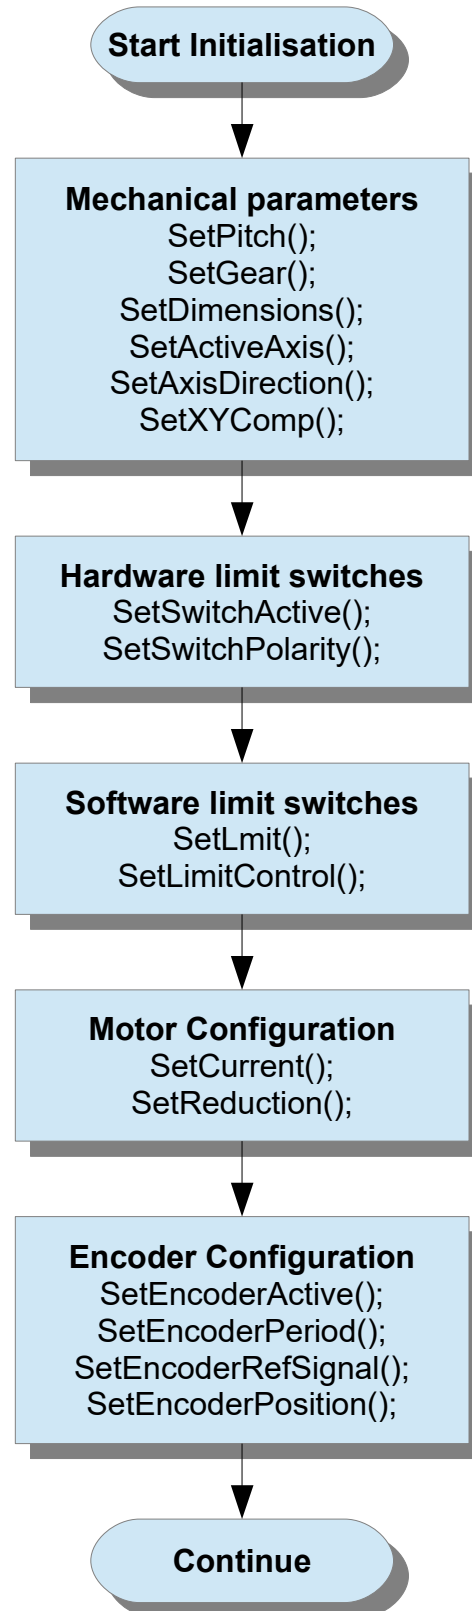 Start Initialisation
Mechanical parameters
SetPitch();
SetGear();
SetDimensions();
SetActiveAxis();
SetAxisDirection();
SetXYComp();
Hardware limit switches
SetSwitchActive();
SetSwitchPolarity();
Software limit switches
SetLmit();
SetLimitControl();
Motor Configuration
SetCurrent();
SetReduction();
Encoder Configuration
SetEncoderActive();
SetEncoderPeriod();
SetEncoderRefSignal();
SetEncoderPosition();
Continue